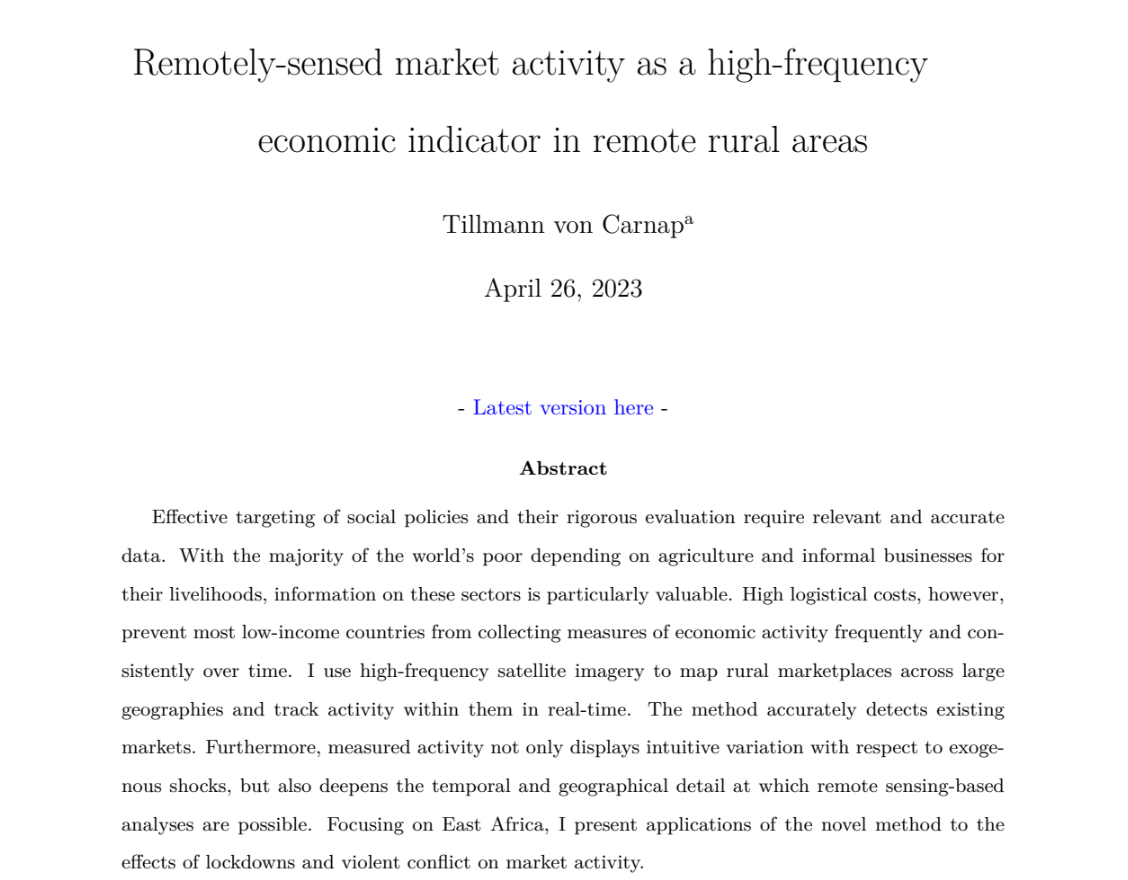 Remotely-sensed market activity as a high-frequency
economic indicator in remote rural areas
Tillmann von Carnapᵃ
April 26, 2023
- Latest version here -
Abstract
Effective targeting of social policies and their rigorous evaluation require relevant and accurate
data. With the majority of the world's poor depending on agriculture and informal businesses for
their livelihoods, information on these sectors is particularly valuable. High logistical costs, however,
prevent most low-income countries from collecting measures of economic activity frequently and con-
sistently over time. I use high-frequency satellite imagery to map rural marketplaces across large
geographies and track activity within them in real-time. The method accurately detects existing
markets. Furthermore, measured activity not only displays intuitive variation with respect to exoge-
nous shocks, but also deepens the temporal and geographical detail at which remote sensing-based
analyses are possible. Focusing on East Africa, I present applications of the novel method to the
effects of lockdowns and violent conflict on market activity.